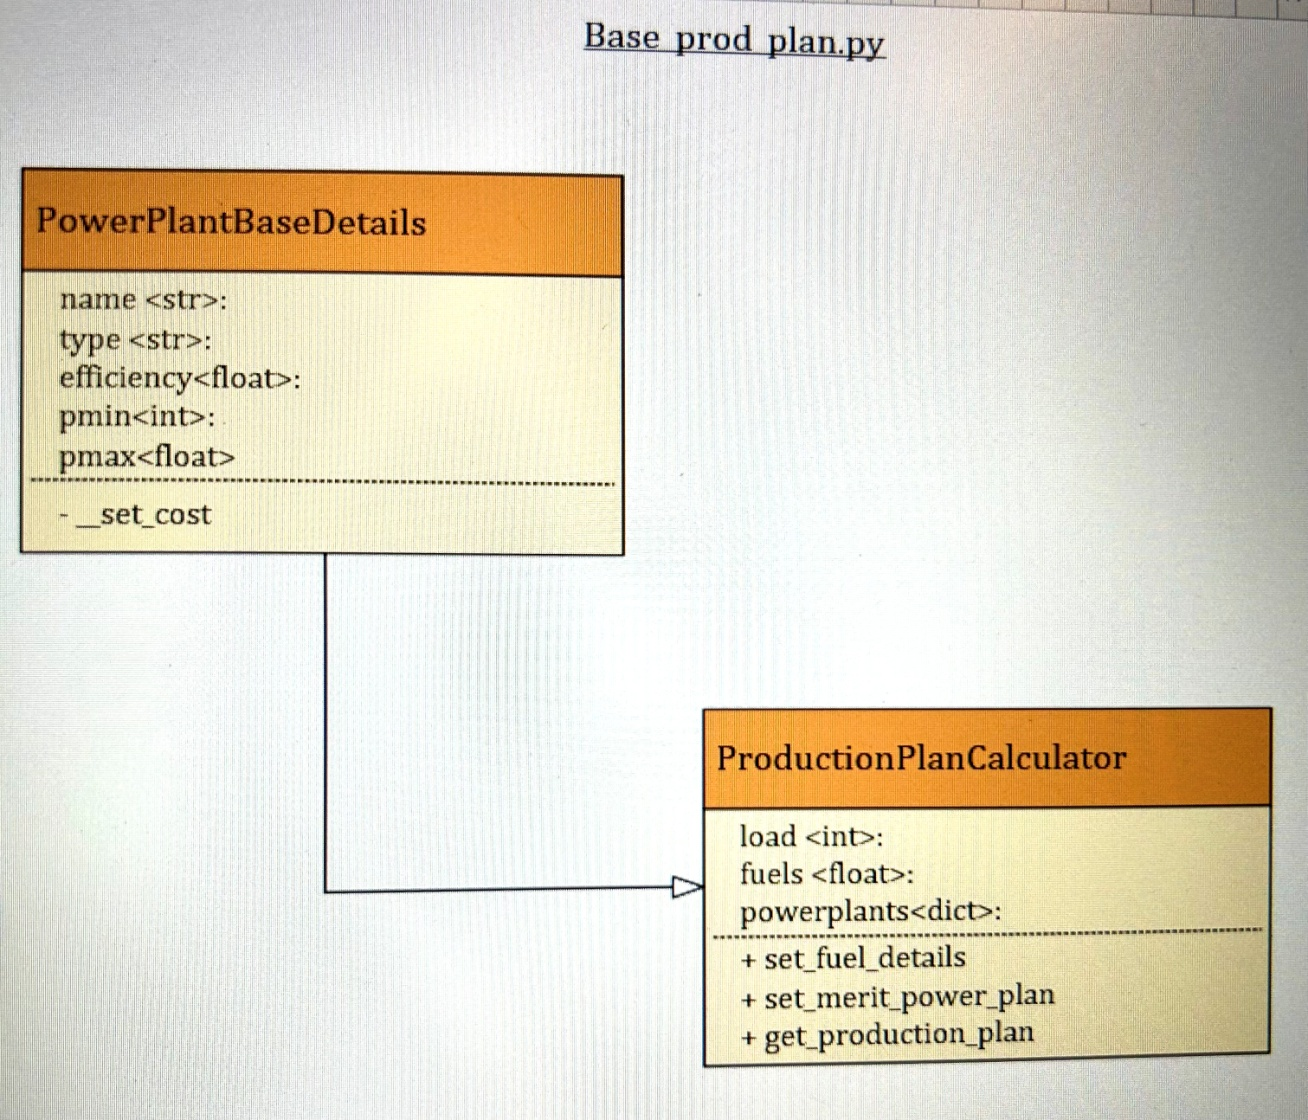 Base prod plan.py
PowerPlantBaseDetails
name <str>:
type <str>:
efficiency<float>:
pmin<int>:
pmax<float>
- __set_cost
ProductionPlanCalculator
load <int>:
fuels <float>:
powerplants<dict>:
+ set_fuel_details
+ set_merit_power_plan
+ get_production_plan